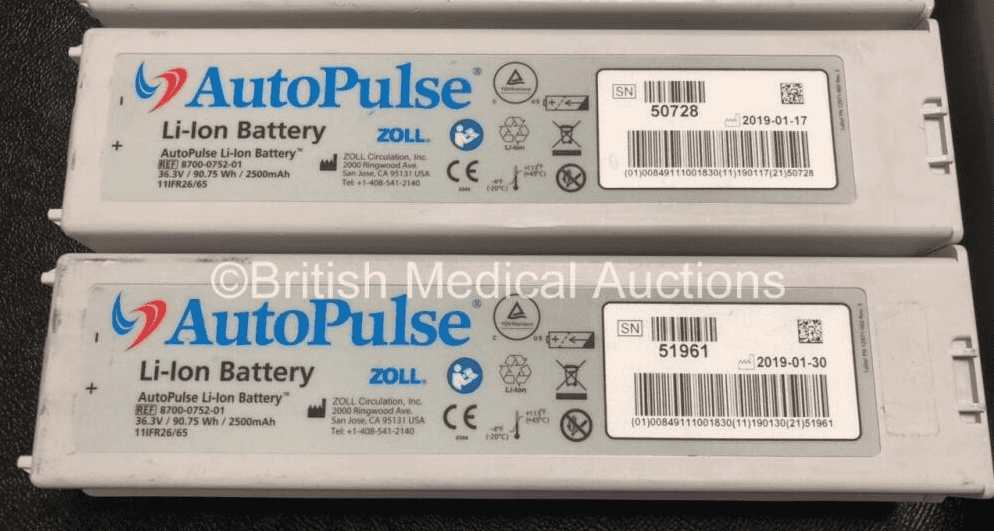 AutoPulse®
Li-Ion Battery
ZOLL®
AutoPulse Li-Ion Battery™
REF 8700-0752-01
36.3V / 90.75 Wh / 2500mAh
11IFR26/65
ZOLL Circulation, Inc.
2000 Ringwood Ave.
San Jose, CA 95131 USA
Tel: +1-408-541-2140
C US
Li-ion
SN
50728
2019-01-17
(01)00849111001830(11)190117(21)50728
- +
©British Medical Auctions
AutoPulse®
Li-Ion Battery
ZOLL®
AutoPulse Li-Ion Battery™
REF 8700-0752-01
36.3V / 90.75 Wh / 2500mAh
11IFR26/65
ZOLL Circulation, Inc.
2000 Ringwood Ave.
San Jose, CA 95131 USA
Tel: +1-408-541-2140
C US
Li-ion
SN
51961
2019-01-30
(01)00849111001830(11)190130(21)51961
- +